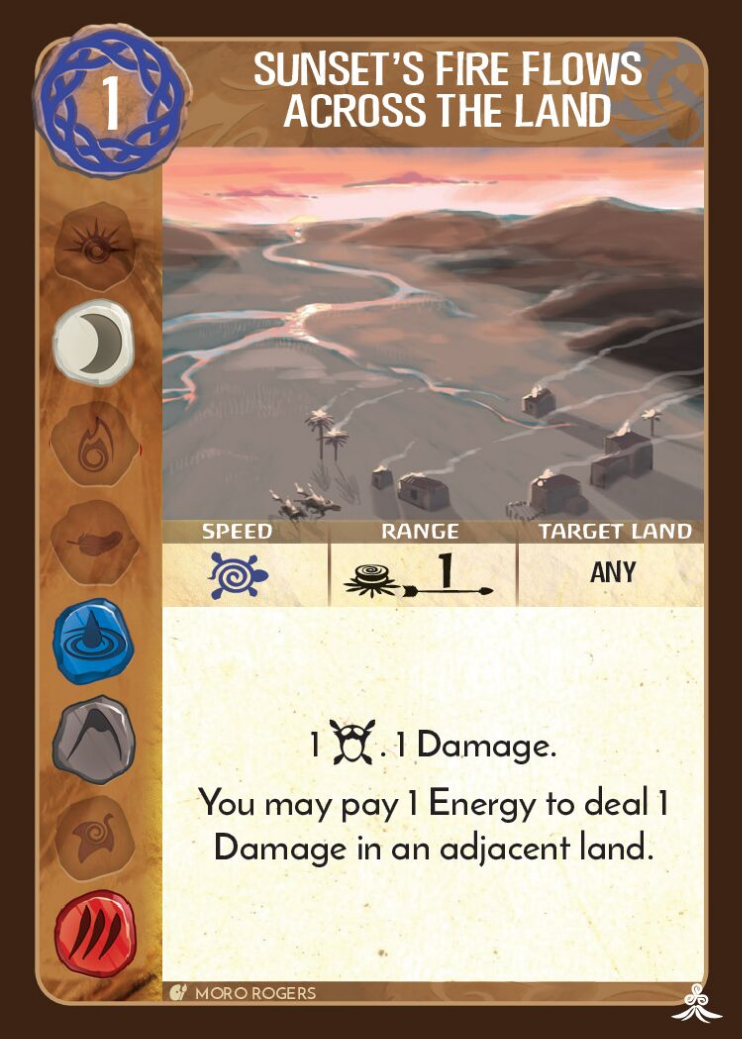 1
SUNSET'S FIRE FLOWS
ACROSS THE LAND
SPEED RANGE TARGET LAND
1 ANY
1 . 1 Damage.
You may pay 1 Energy to deal 1
Damage in an adjacent land.
MORO ROGERS